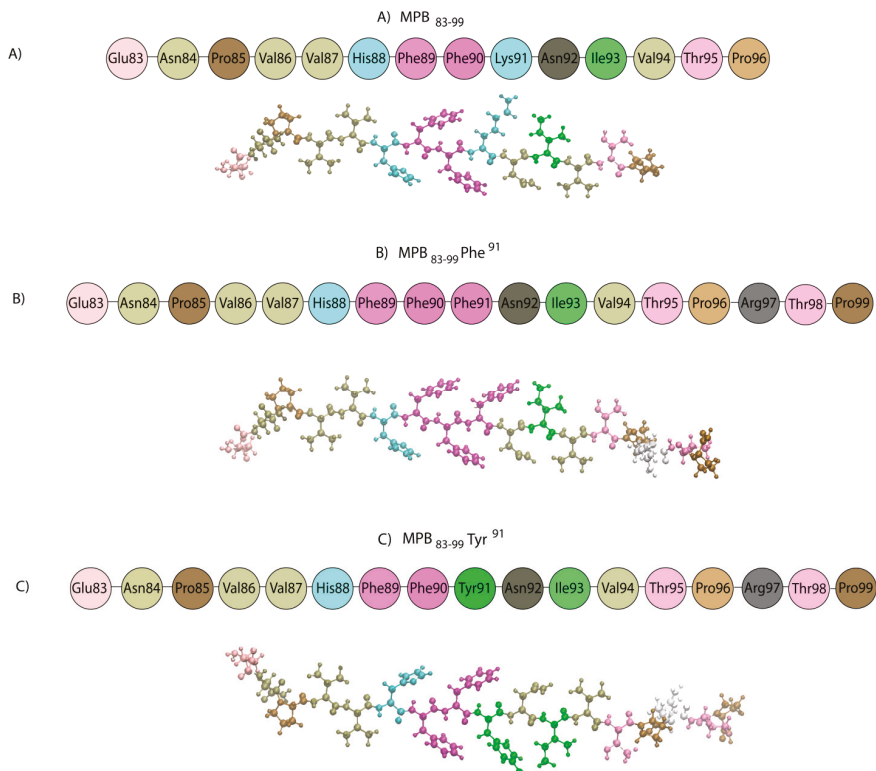 A) MPB 83-99
A)
Glu83 Asn84 Pro85 Val86 Val87 His88 Phe89 Phe90 Lys91 Asn92 Ile93 Val94 Thr95 Pro96
B) MPB 83-99 Phe 91
B)
Glu83 Asn84 Pro85 Val86 Val87 His88 Phe89 Phe90 Phe91 Asn92 Ile93 Val94 Thr95 Pro96 Arg97 Thr98 Pro99
C) MPB 83-99 Tyr 91
C)
Glu83 Asn84 Pro85 Val86 Val87 His88 Phe89 Phe90 Tyr91 Asn92 Ile93 Val94 Thr95 Pro96 Arg97 Thr98 Pro99